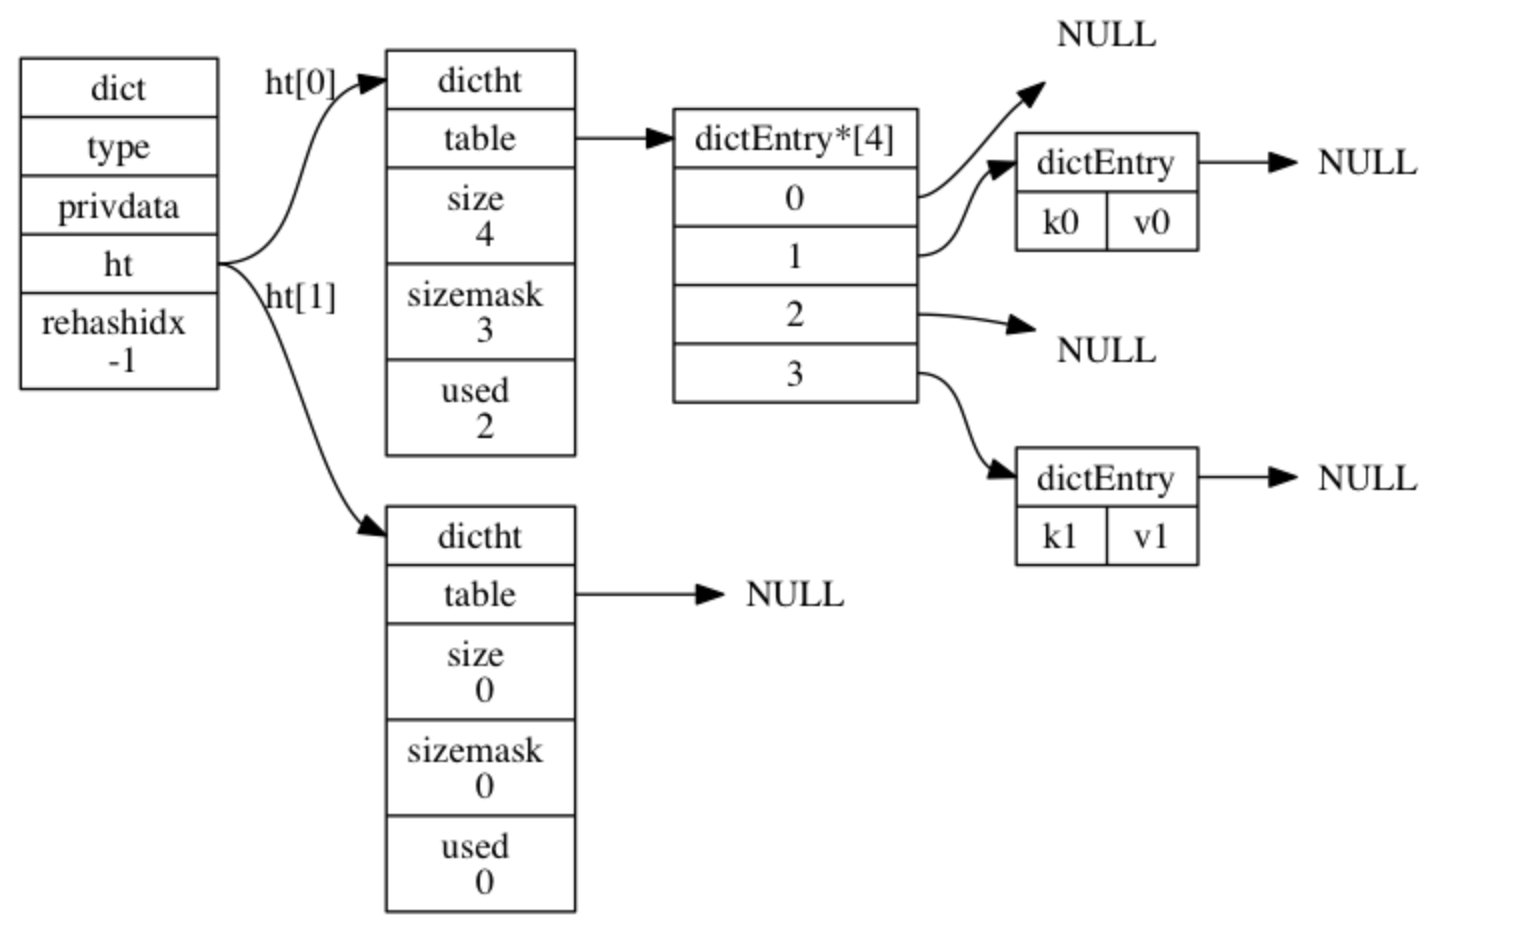 dict
type
privdata
ht
rehashidx
-1
ht[0]
ht[1]
dictht
table
size
4
sizemask
3
used
2
dictht
table
size
0
sizemask
0
used
0
NULL
dictEntry*[4]
0
1
2
3
NULL
dictEntry
k0 v0
NULL
NULL
dictEntry
k1 v1
NULL